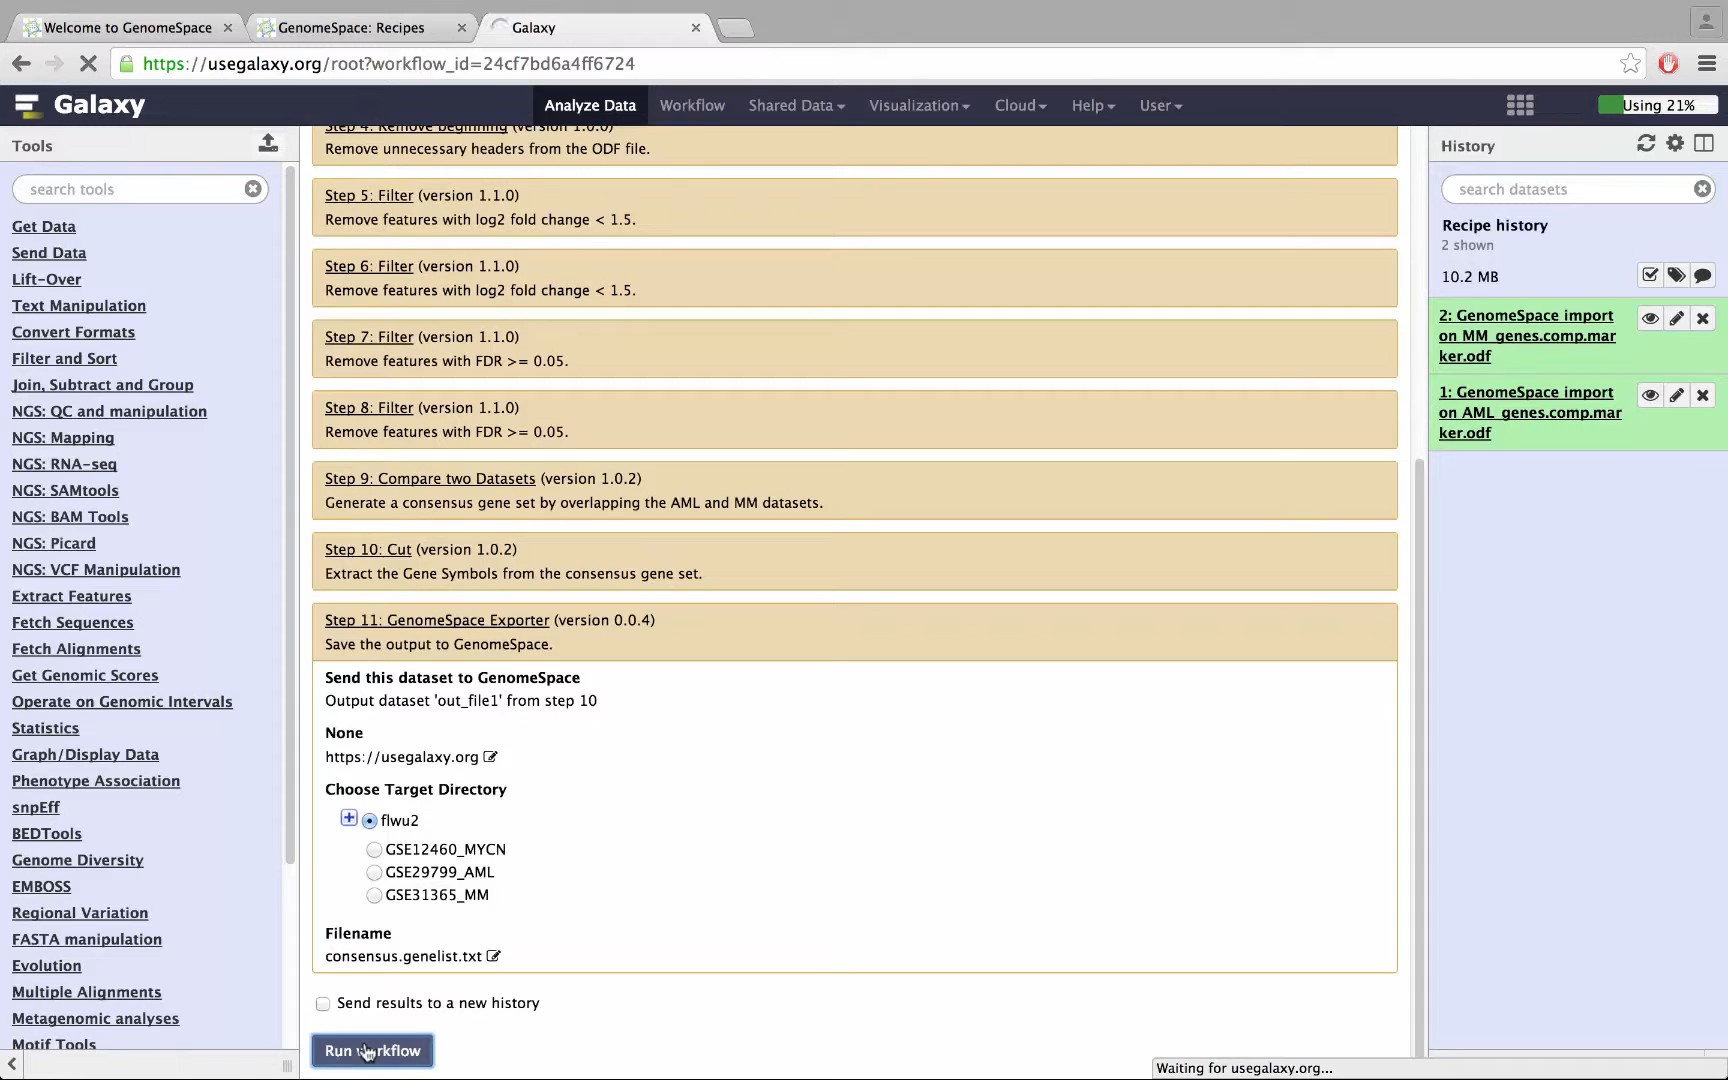 Welcome to GenomeSpace
GenomeSpace: Recipes
Galaxy
https://usegalaxy.org/root?workflow_id=24cf7bd6a4ff6724
Galaxy
Analyze Data
Workflow
Shared Data
Visualization
Cloud
Help
User
Using 21%
Tools
search tools
Get Data
Send Data
Lift-Over
Text Manipulation
Convert Formats
Filter and Sort
Join, Subtract and Group
NGS: QC and manipulation
NGS: Mapping
NGS: RNA-seq
NGS: SAMtools
NGS: BAM Tools
NGS: Picard
NGS: VCF Manipulation
Extract Features
Fetch Sequences
Fetch Alignments
Get Genomic Scores
Operate on Genomic Intervals
Statistics
Graph/Display Data
Phenotype Association
snpEff
BEDTools
Genome Diversity
EMBOSS
Regional Variation
FASTA manipulation
Evolution
Multiple Alignments
Metagenomic analyses
Motif Tools
Step 4: Remove beginning (version 1.0.0)
Remove unnecessary headers from the ODF file.
Step 5: Filter (version 1.1.0)
Remove features with log2 fold change < 1.5.
Step 6: Filter (version 1.1.0)
Remove features with log2 fold change < 1.5.
Step 7: Filter (version 1.1.0)
Remove features with FDR >= 0.05.
Step 8: Filter (version 1.1.0)
Remove features with FDR >= 0.05.
Step 9: Compare two Datasets (version 1.0.2)
Generate a consensus gene set by overlapping the AML and MM datasets.
Step 10: Cut (version 1.0.2)
Extract the Gene Symbols from the consensus gene set.
Step 11: GenomeSpace Exporter (version 0.0.4)
Save the output to GenomeSpace.
Send this dataset to GenomeSpace
Output dataset 'out_file1' from step 10
None
https://usegalaxy.org
Choose Target Directory
flwu2
GSE12460_MYCN
GSE29799_AML
GSE31365_MM
Filename
consensus.genelist.txt
Send results to a new history
Run workflow
History
search datasets
Recipe history
2 shown
10.2 MB
2: GenomeSpace import
on MM_genes.comp.mar
ker.odf
1: GenomeSpace import
on AML_genes.comp.mar
ker.odf
Waiting for usegalaxy.org...